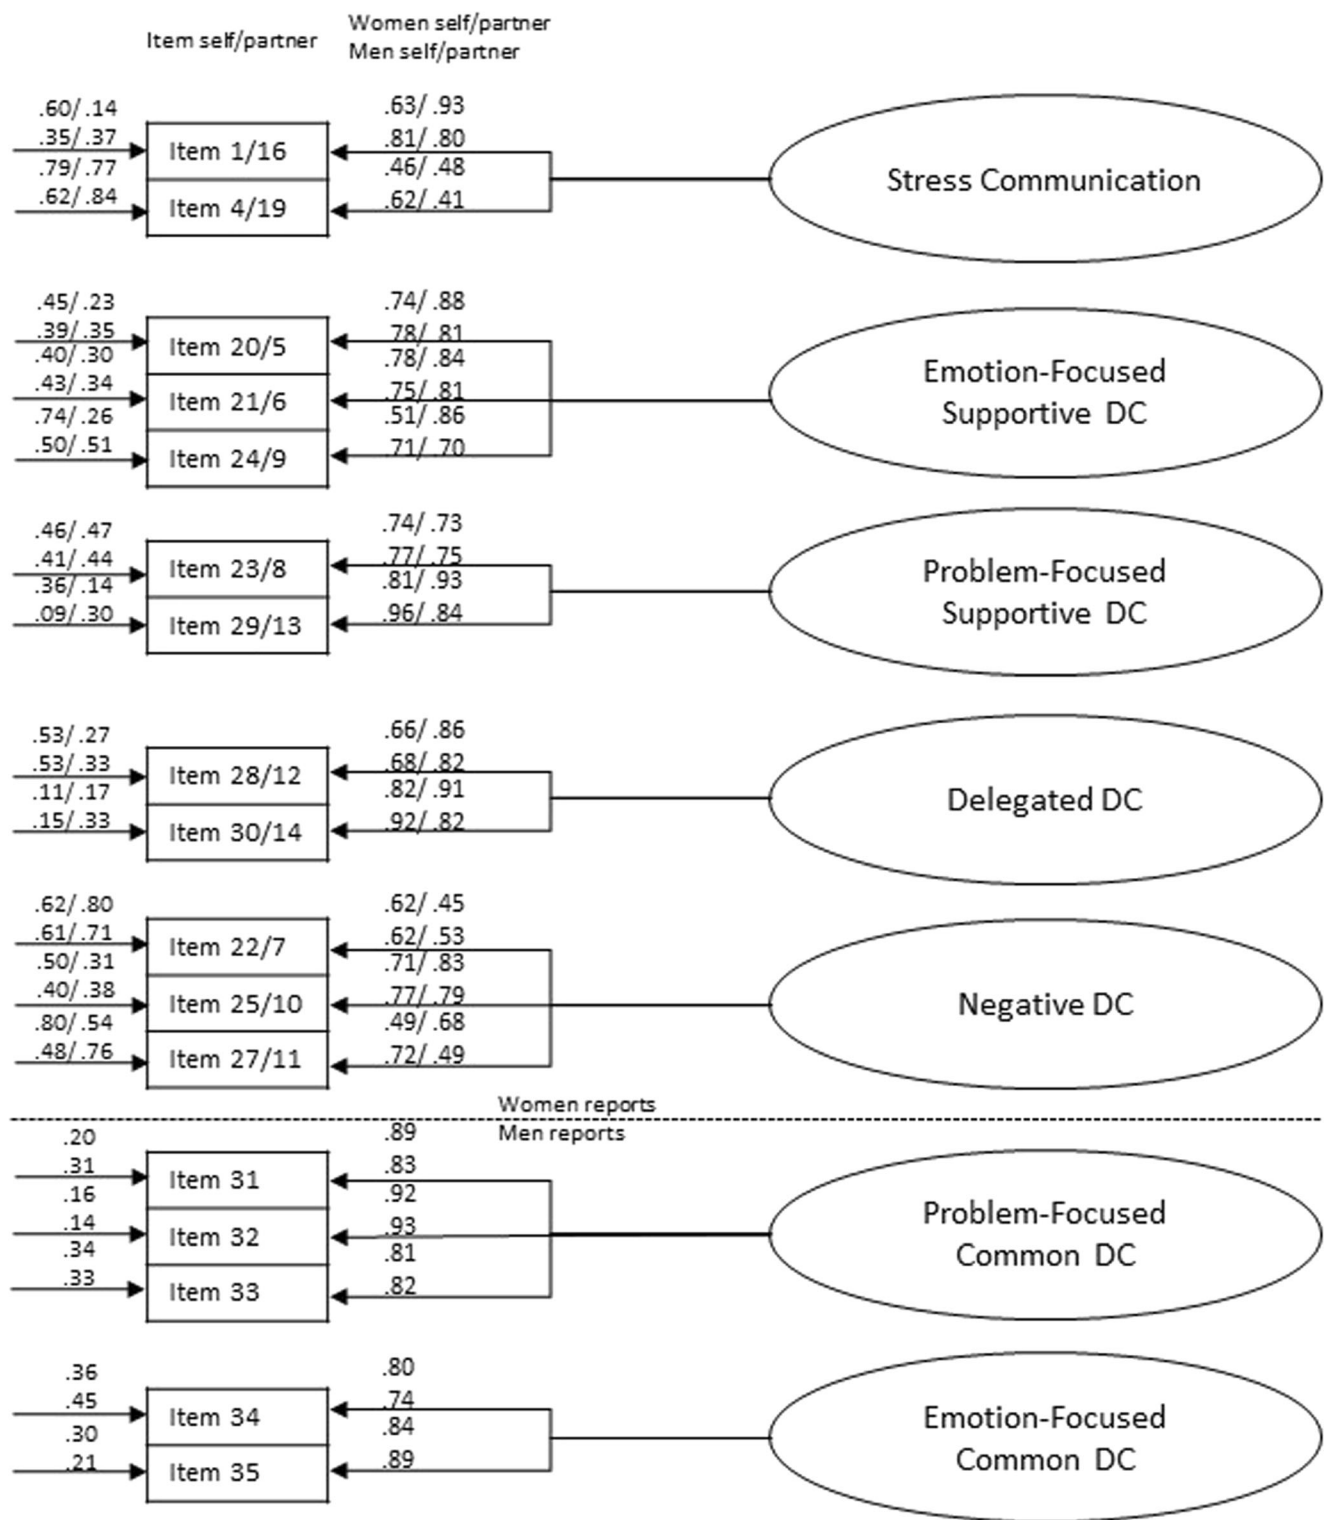 Item self/partner
Women self/partner
Men self/partner
.60/ .14
.35/ .37
.79/ .77
.62/ .84
Item 1/16
Item 4/19
.63/ .93
.81/ .80
.46/ .48
.62/ .41
Stress Communication
.45/ .23
.39/ .35
.40/ .30
.43/ .34
.74/ .26
.50/ .51
Item 20/5
Item 21/6
Item 24/9
.74/ .88
.78/ .81
.78/ .84
.75/ .81
.51/ .86
.71/ .70
Emotion-Focused
Supportive DC
.46/ .47
.41/ .44
.36/ .14
.09/ .30
Item 23/8
Item 29/13
.74/ .73
.77/ .75
.81/ .93
.96/ .84
Problem-Focused
Supportive DC
.53/ .27
.53/ .33
.11/ .17
.15/ .33
Item 28/12
Item 30/14
.66/ .86
.68/ .82
.82/ .91
.92/ .82
Delegated DC
.62/ .80
.61/ .71
.50/ .31
.40/ .38
.80/ .54
.48/ .76
Item 22/7
Item 25/10
Item 27/11
.62/ .45
.62/ .53
.71/ .83
.77/ .79
.49/ .68
.72/ .49
Negative DC
Women reports
Men reports
.20
.31
.16
.14
.34
.33
Item 31
Item 32
Item 33
.89
.83
.92
.93
.81
.82
Problem-Focused
Common DC
.36
.45
.30
.21
Item 34
Item 35
.80
.74
.84
.89
Emotion-Focused
Common DC